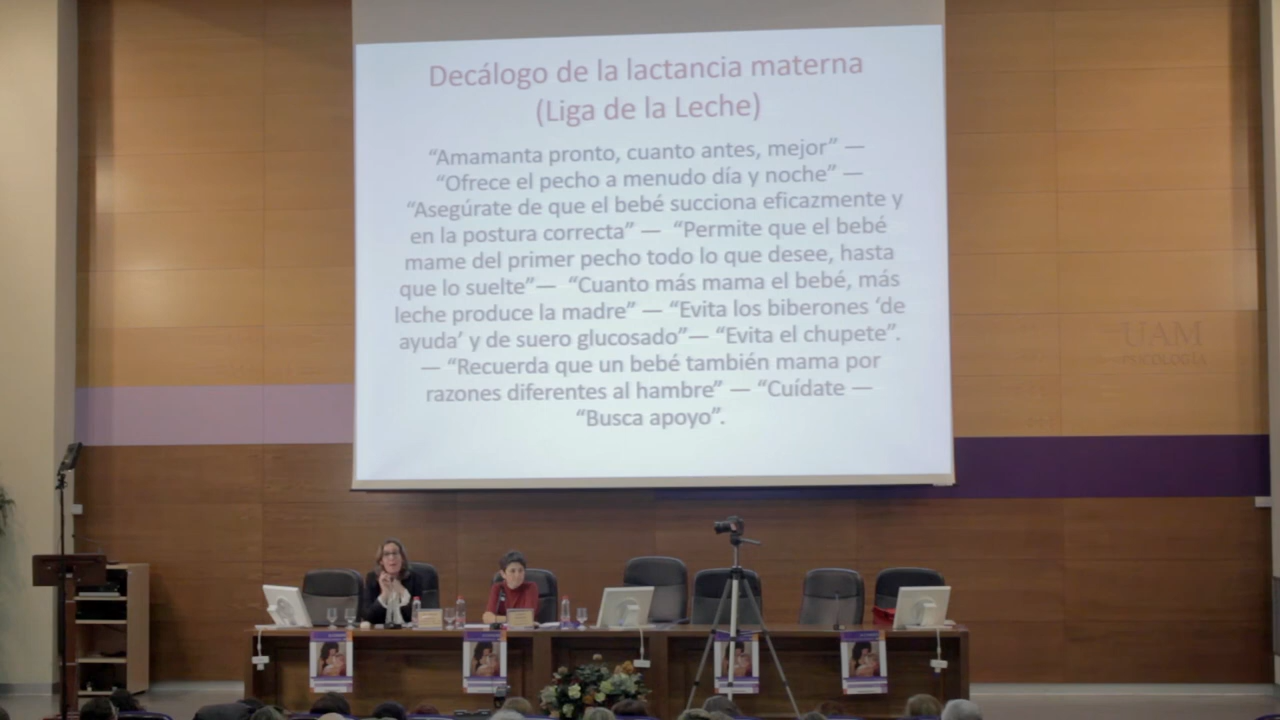 Decálogo de la lactancia materna
(Liga de la Leche)
“Amamanta pronto, cuanto antes, mejor” —
“Ofrece el pecho a menudo día y noche” —
“Asegúrate de que el bebé succiona eficazmente y
en la postura correcta” — “Permite que el bebé
mame del primer pecho todo lo que desee, hasta
que lo suelte”— “Cuanto más mama el bebé, más
leche produce la madre” — “Evita los biberones ‘de
ayuda’ y de suero glucosado”— “Evita el chupete”.
— “Recuerda que un bebé también mama por
razones diferentes al hambre” — “Cuídate —
“Busca apoyo”.
UAM
PSICOLOGÍA